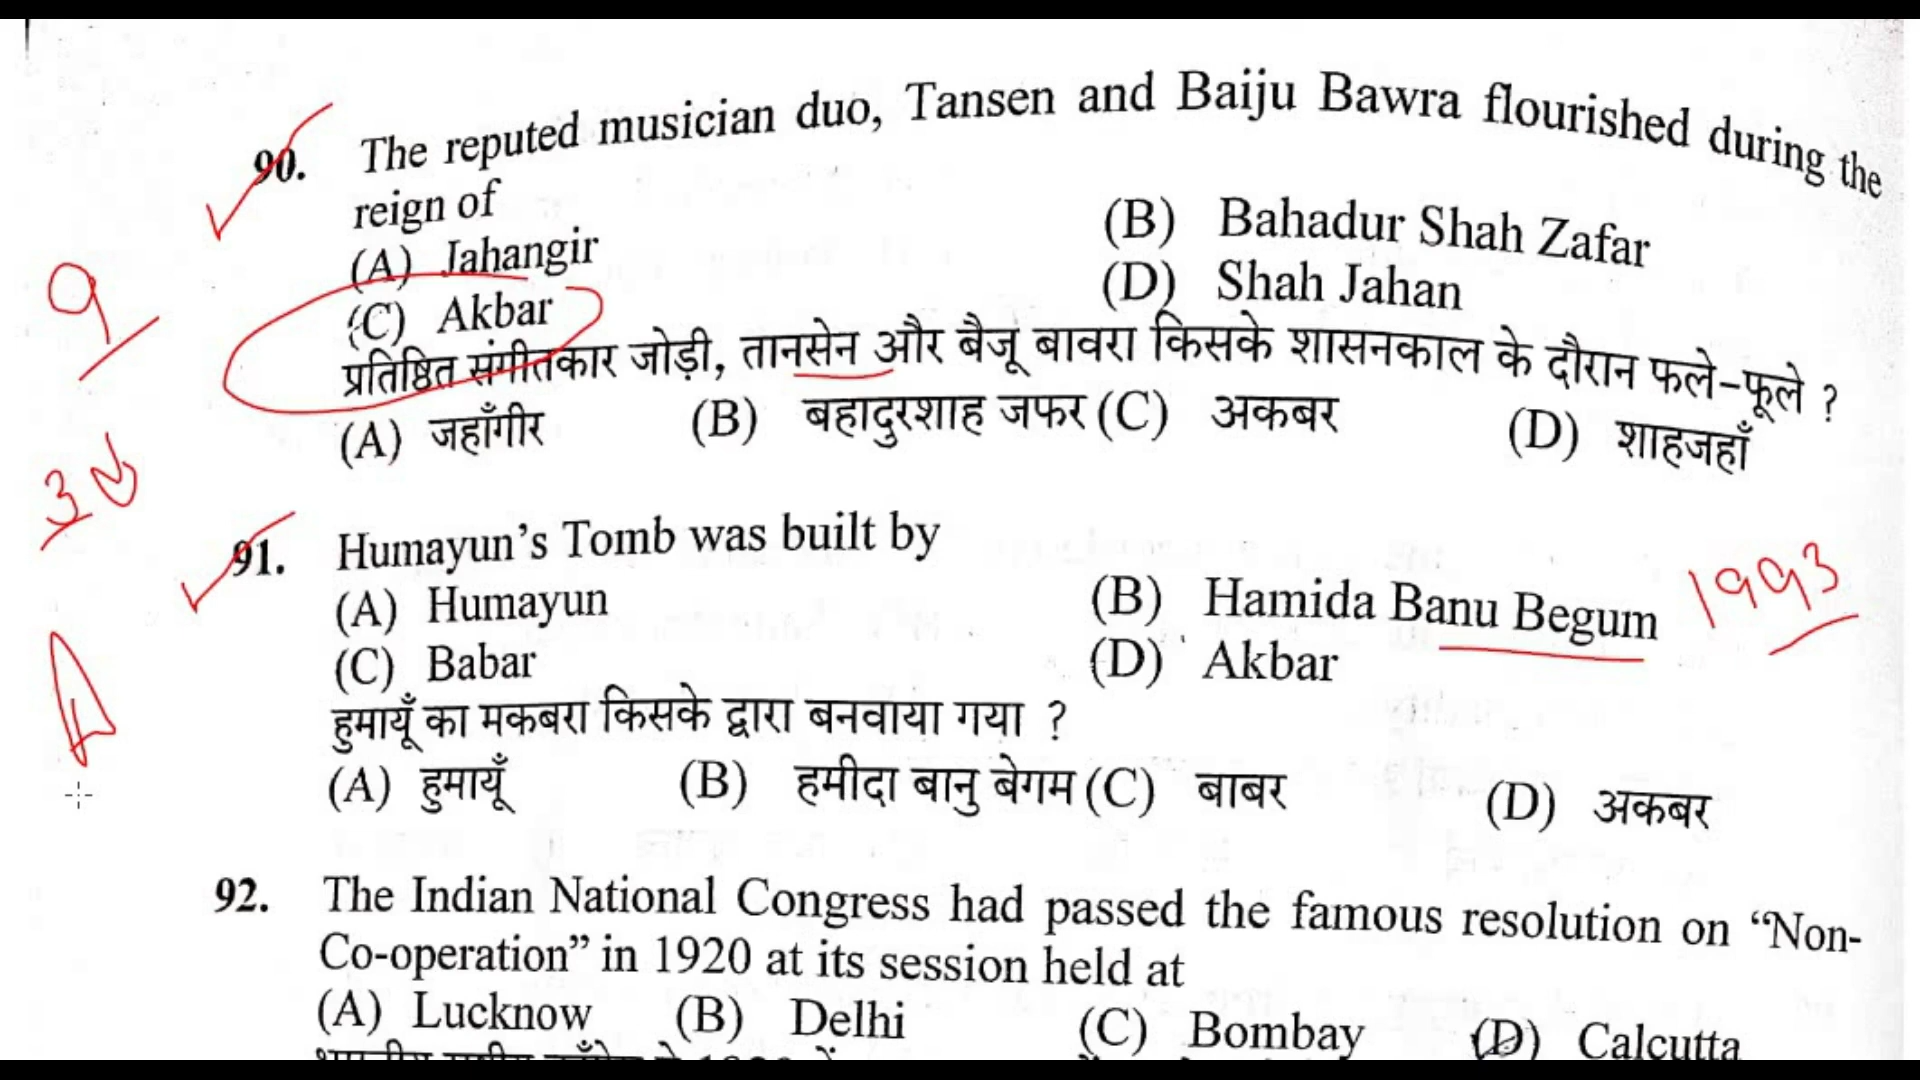 90. The reputed musician duo, Tansen and Baiju Bawra flourished during the
reign of
(A) Jahangir (B) Bahadur Shah Zafar
(C) Akbar (D) Shah Jahan
प्रतिष्ठित संगीतकार जोड़ी, तानसेन और बैजू बावरा किसके शासनकाल के दौरान फले-फूले ?
(A) जहाँगीर (B) बहादुरशाह जफर (C) अकबर (D) शाहजहाँ
91. Humayun's Tomb was built by
(A) Humayun (B) Hamida Banu Begum 1993
(C) Babar (D) Akbar
हुमायूँ का मकबरा किसके द्वारा बनवाया गया ?
(A) हुमायूँ (B) हमीदा बानु बेगम (C) बाबर (D) अकबर
92. The Indian National Congress had passed the famous resolution on “Non-
Co-operation” in 1920 at its session held at
(A) Lucknow (B) Delhi (C) Bombay (D) Calcutta